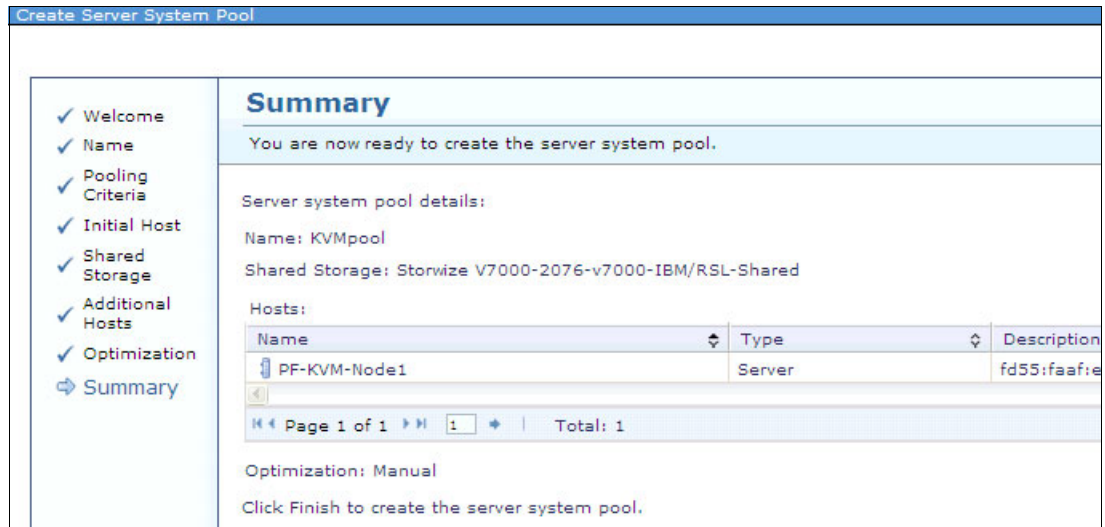 Create Server System Pool
Welcome
Name
Pooling
Criteria
Initial Host
Shared
Storage
Additional
Hosts
Optimization
Summary
Summary
You are now ready to create the server system pool.
Server system pool details:
Name: KVMpool
Shared Storage: Storwize V7000-2076-v7000-IBM/RSL-Shared
Hosts:
Name Type Description
PF-KVM-Node1 Server fd55:faaf:e
Page 1 of 1 1 Total: 1
Optimization: Manual
Click Finish to create the server system pool.